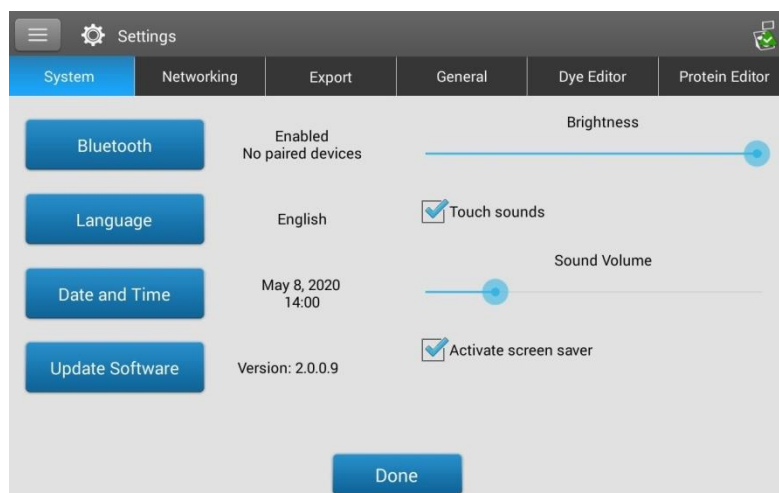 Settings
System
Networking
Export
General
Dye Editor
Protein Editor
Bluetooth
Enabled
No paired devices
Brightness
Language
English
Touch sounds
Date and Time
May 8, 2020
14:00
Sound Volume
Update Software
Version: 2.0.0.9
Activate screen saver
Done